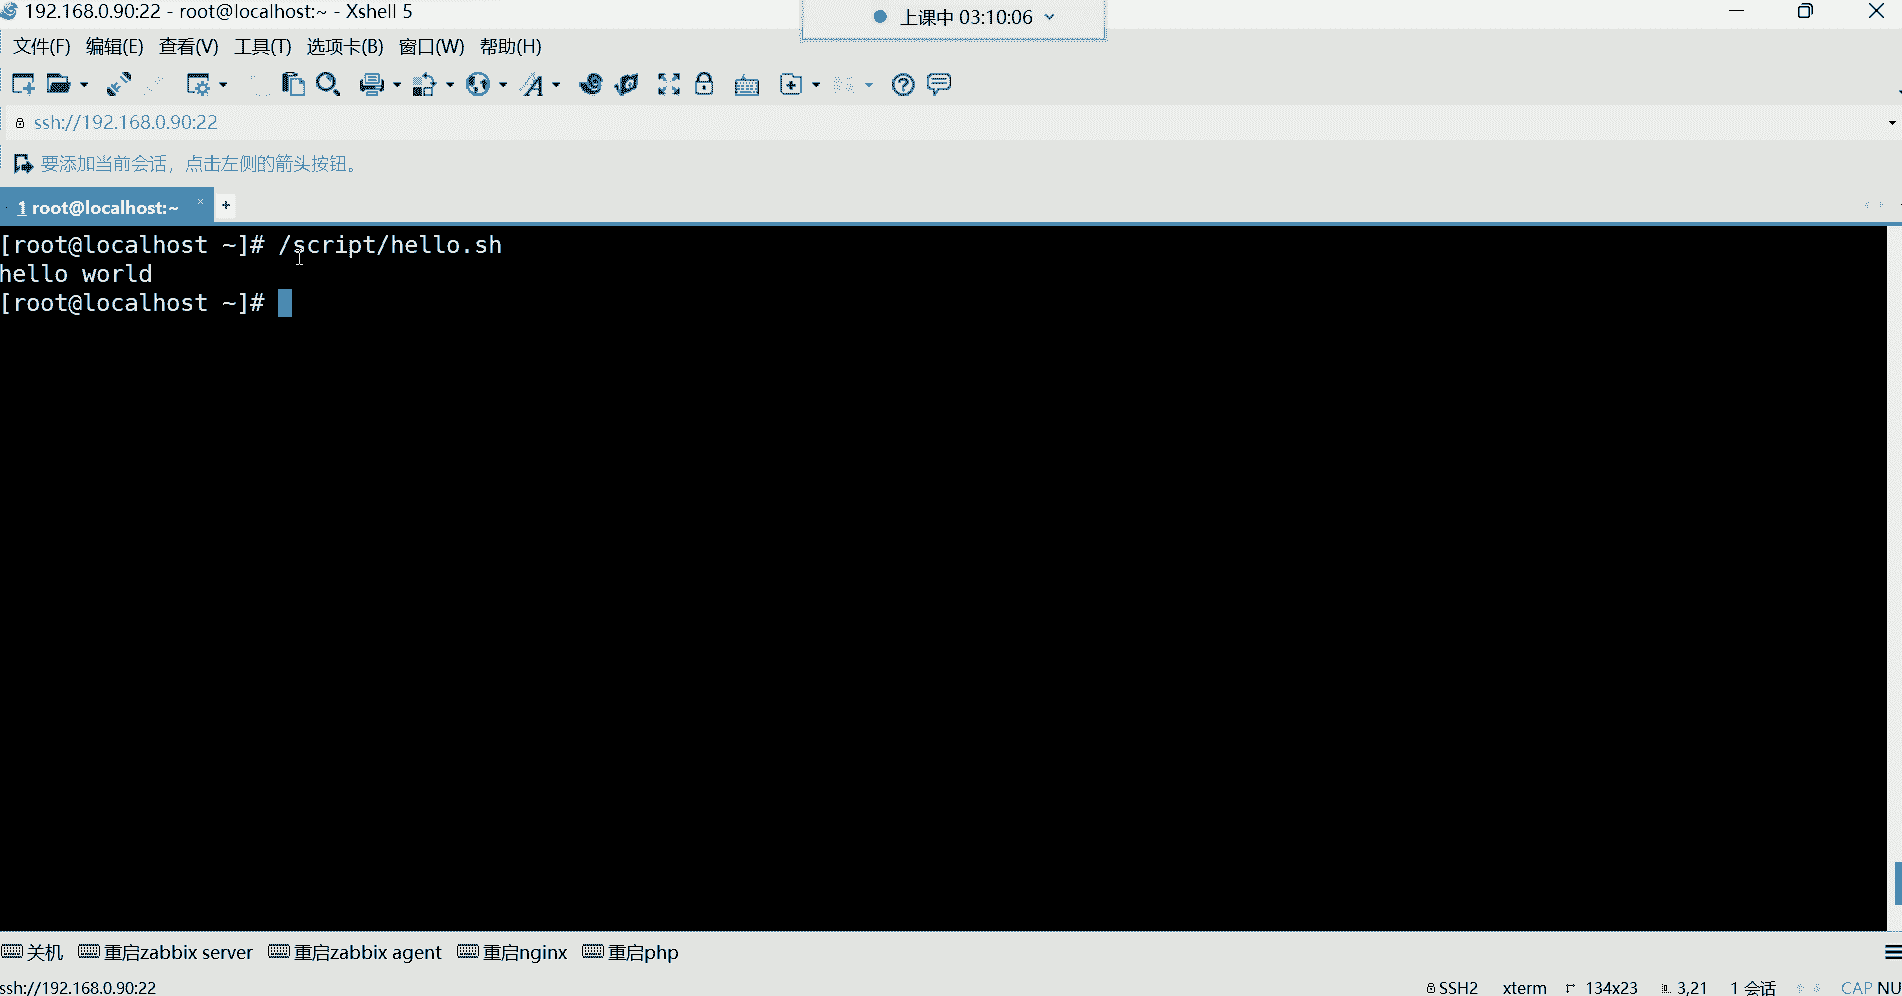 192.168.0.90:22 - root@localhost:~ - Xshell 5
上课中 03:10:06
文件(F) 编辑(E) 查看(V) 工具(T) 选项卡(B) 窗口(W) 帮助(H)
ssh://192.168.0.90:22
要添加当前会话，点击左侧的箭头按钮。
1 root@localhost:~ × +
[root@localhost ~]# /script/hello.sh
hello world
[root@localhost ~]#
关机 重启zabbix server 重启zabbix agent 重启nginx 重启php
ssh://192.168.0.90:22 SSH2 xterm 134x23 3,21 1 会话 CAP NU